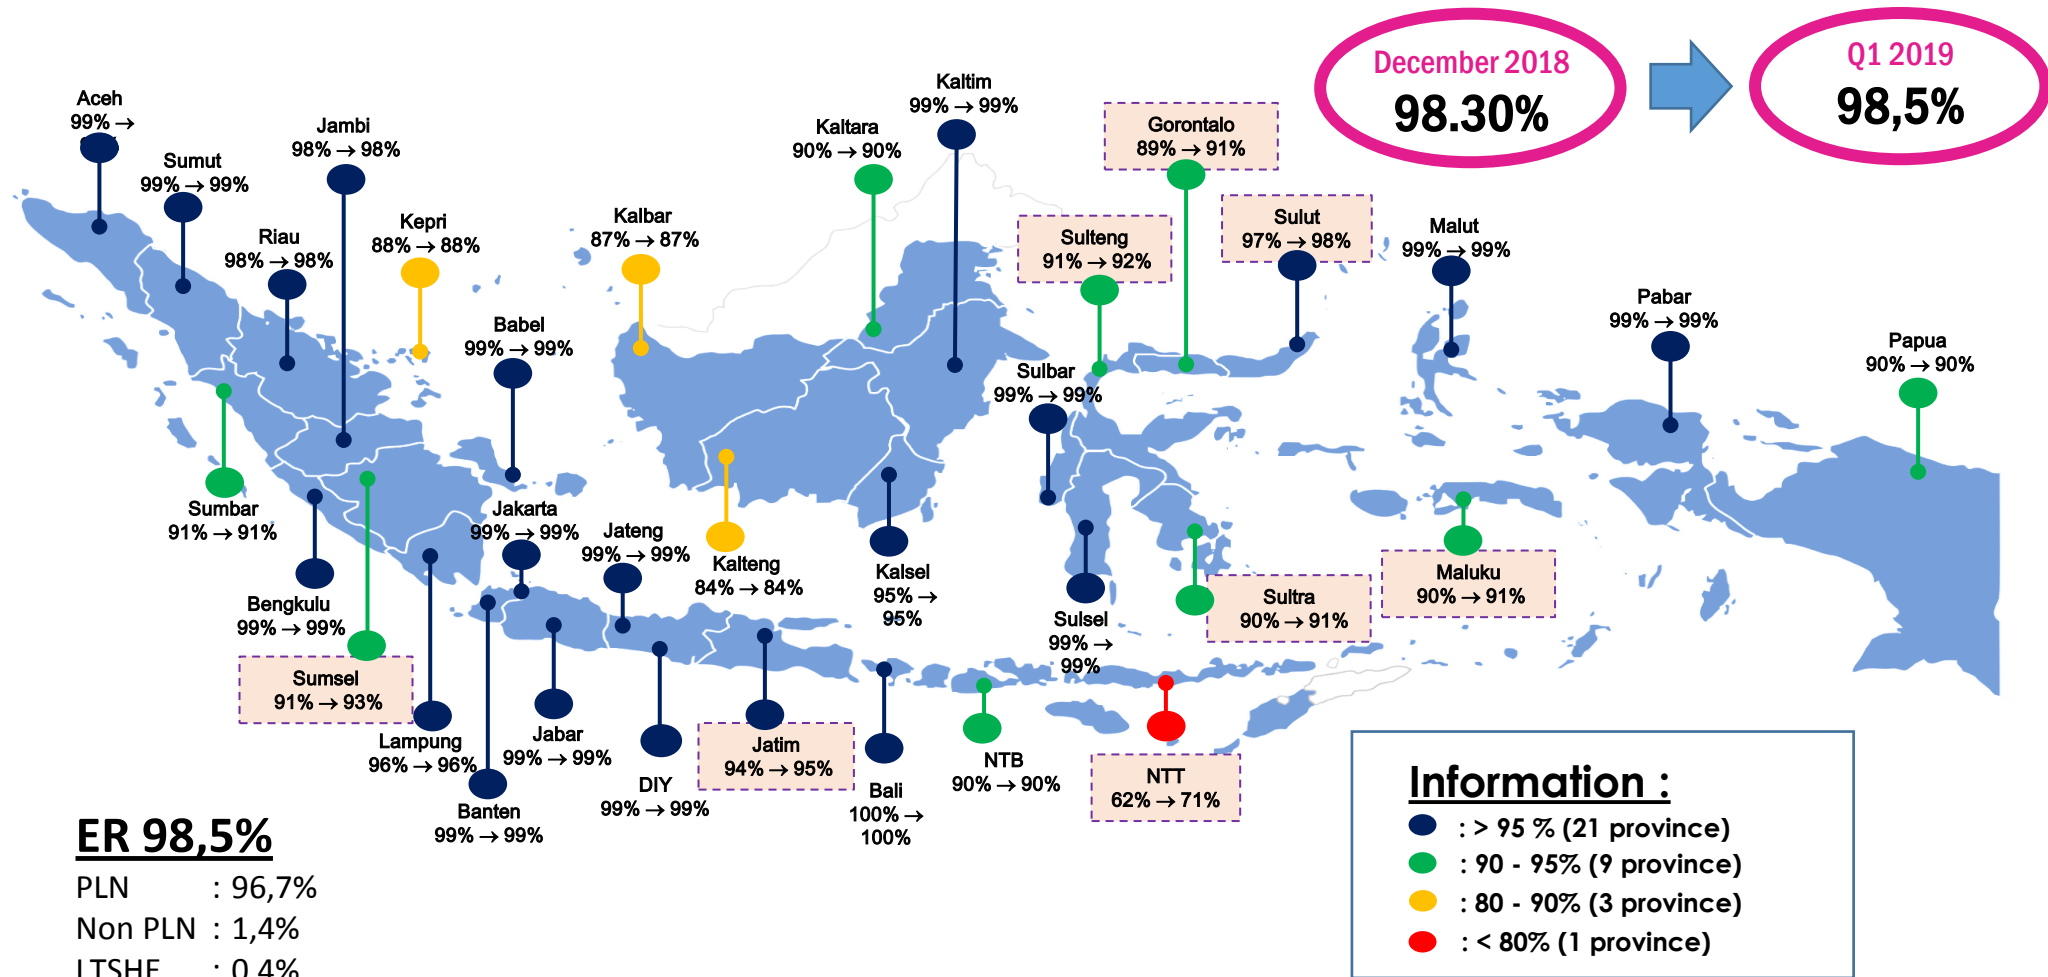 December 2018
98.30%
Q1 2019
98,5%
Aceh
99% →
Sumut
99% → 99%
Jambi
98% → 98%
Riau
98% → 98%
Kepri
88% → 88%
Babel
99% → 99%
Kalbar
87% → 87%
Kaltara
90% → 90%
Kaltim
99% → 99%
Gorontalo
89% → 91%
Sulteng
91% → 92%
Sulut
97% → 98%
Malut
99% → 99%
Pabar
99% → 99%
Papua
90% → 90%
Sulbar
99% → 99%
Sumbar
91% → 91%
Bengkulu
99% → 99%
Sumsel
91% → 93%
Lampung
96% → 96%
Banten
99% → 99%
Jakarta
99% → 99%
Jabar
99% → 99%
Jateng
99% → 99%
DIY
99% → 99%
Kalteng
84% → 84%
Jatim
94% → 95%
Kalsel
95% →
95%
Bali
100% →
100%
Sulsel
99% →
99%
NTB
90% → 90%
Sultra
90% → 91%
NTT
62% → 71%
Maluku
90% → 91%
ER 98,5%
PLN : 96,7%
Non PLN : 1,4%
LTSHE : 0,4%
Information :
: > 95 % (21 province)
: 90 - 95% (9 province)
: 80 - 90% (3 province)
: < 80% (1 province)